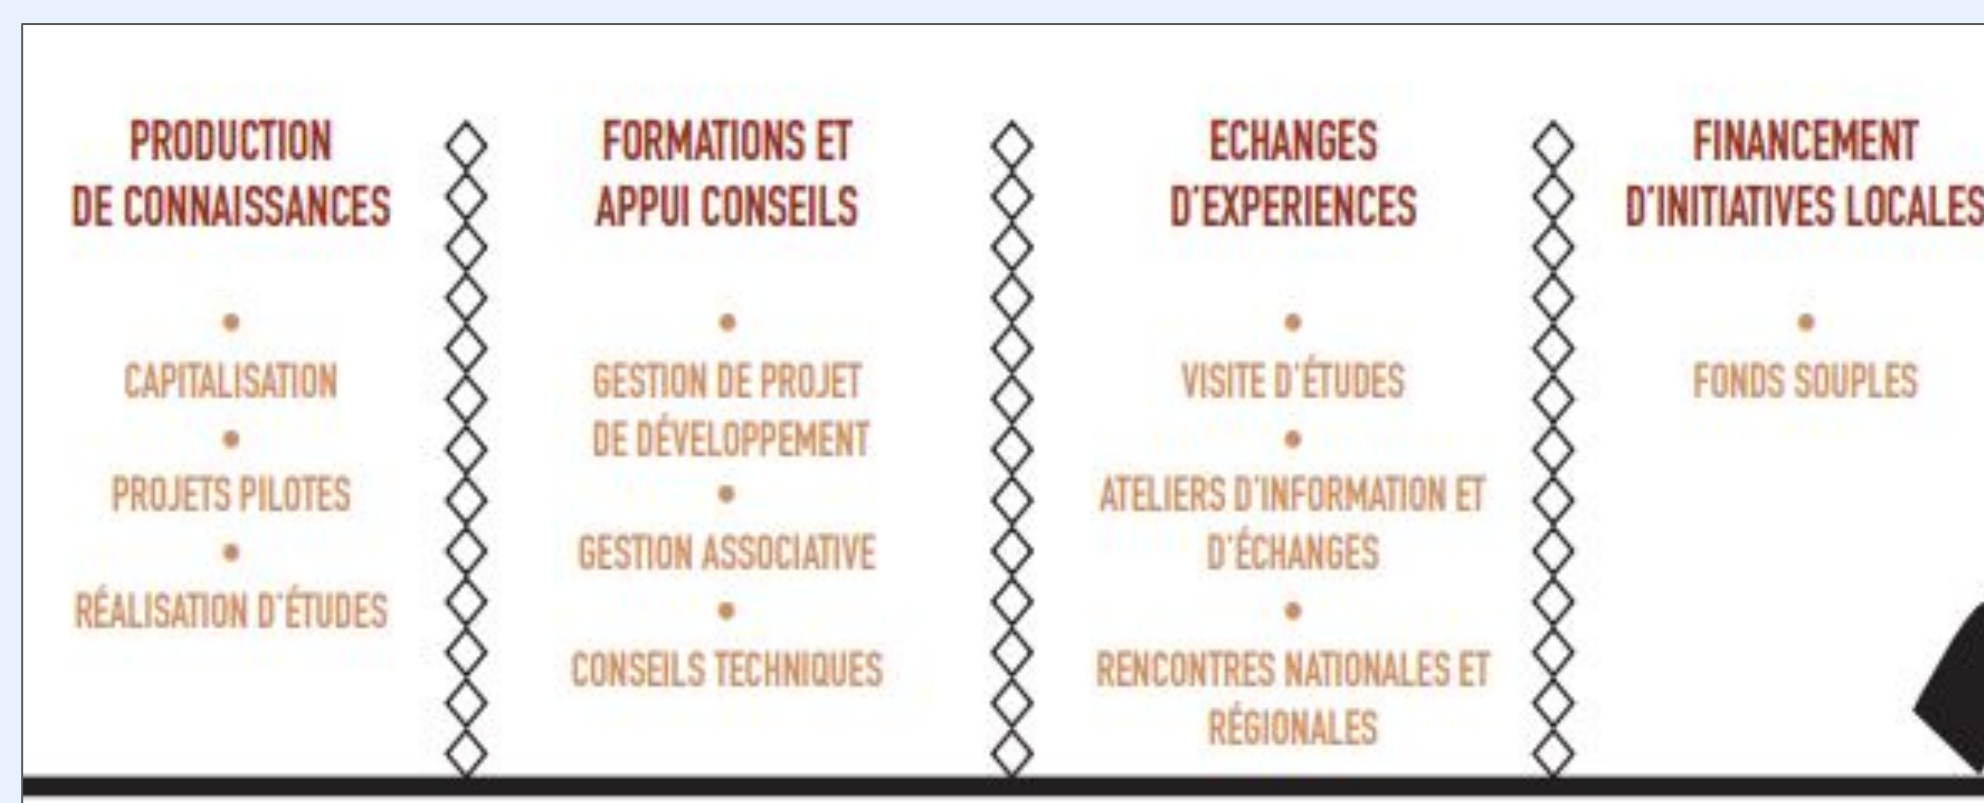 PRODUCTION
DE CONNAISSANCES
•
CAPITALISATION
•
PROJETS PILOTES
•
RÉALISATION D'ÉTUDES
FORMATIONS ET
APPUI CONSEILS
•
GESTION DE PROJET
DE DÉVELOPPEMENT
•
GESTION ASSOCIATIVE
•
CONSEILS TECHNIQUES
ECHANGES
D'EXPERIENCES
•
VISITE D'ÉTUDES
•
ATELIERS D'INFORMATION ET
D'ÉCHANGES
•
RENCONTRES NATIONALES ET
RÉGIONALES
FINANCEMENT
D'INITIATIVES LOCALES
•
FONDS SOUPLES